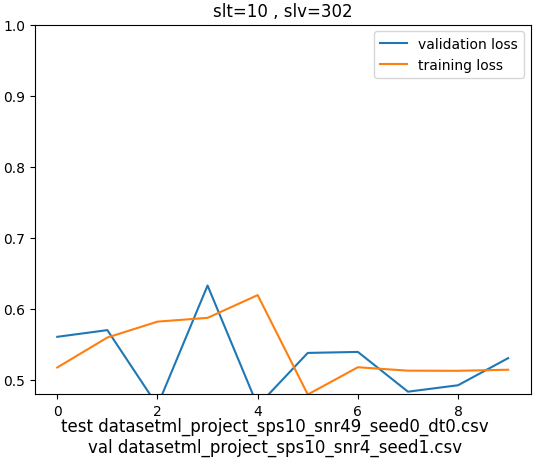 slt=10 , slv=302
validation loss
training loss
1.0
0.9
0.8
0.7
0.6
0.5
0 2 4 6 8
test datasetml_project_sps10_snr49_seed0_dt0.csv
val datasetml_project_sps10_snr4_seed1.csv